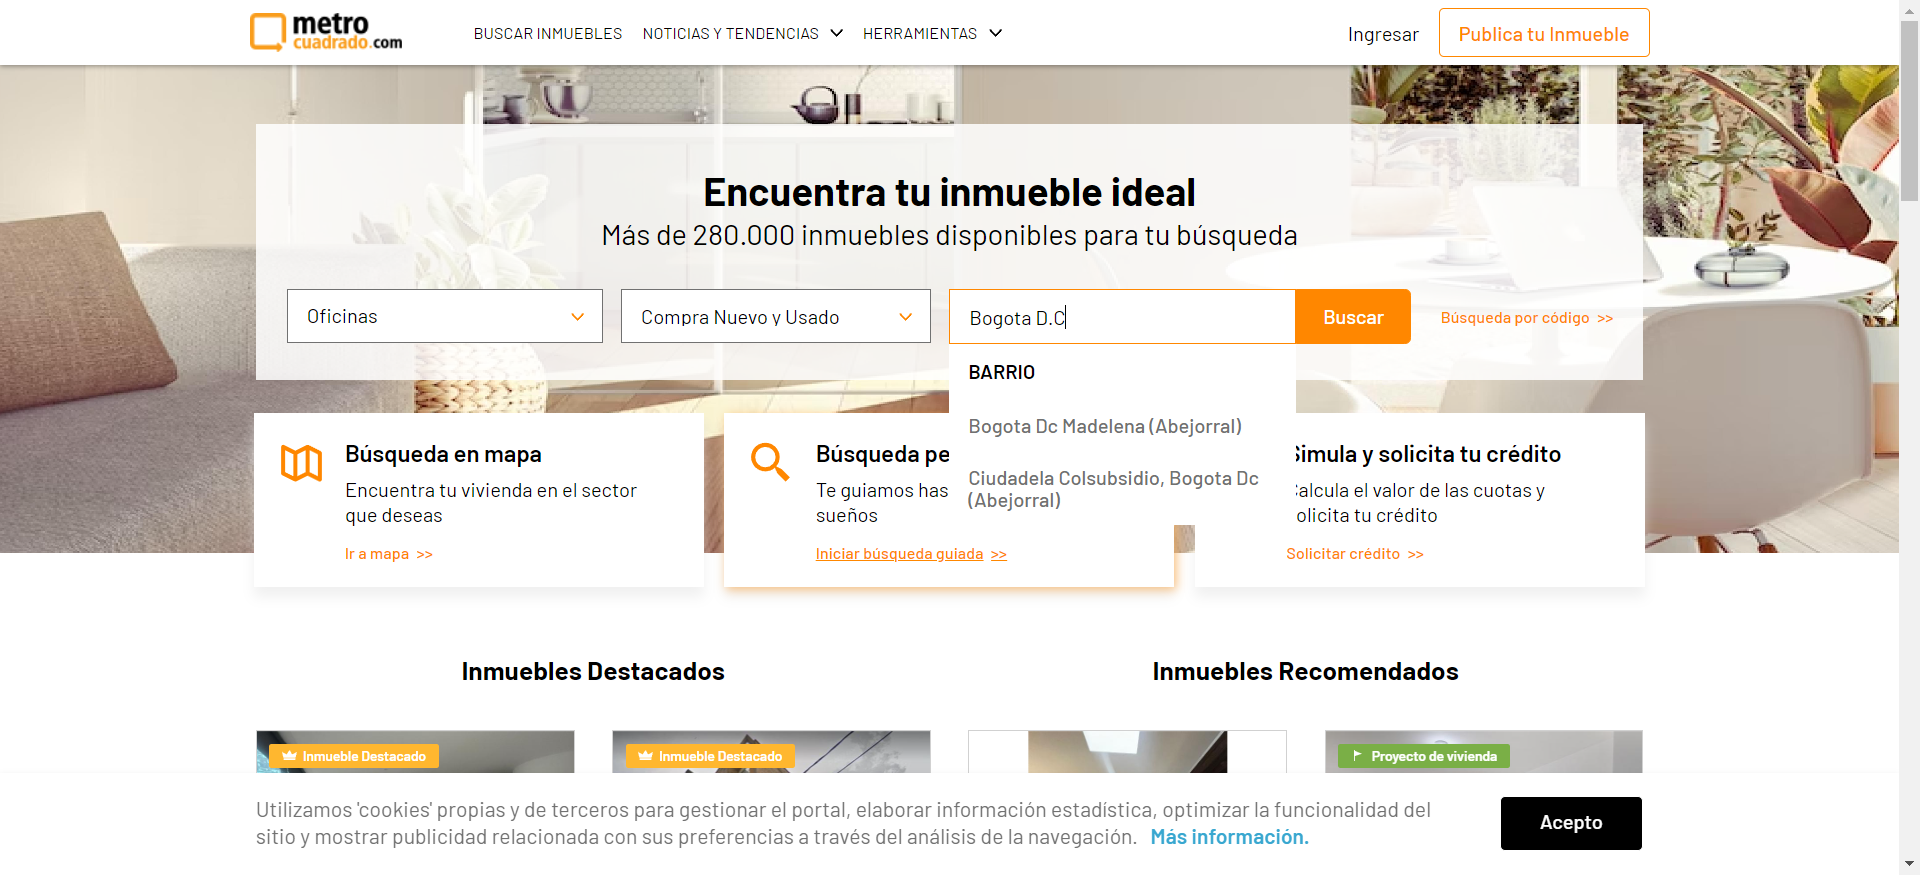 metro
cuadrado.com
BUSCAR INMUEBLES
NOTICIAS Y TENDENCIAS
HERRAMIENTAS
Ingresar
Publica tu Inmueble
Encuentra tu inmueble ideal
Más de 280.000 inmuebles disponibles para tu búsqueda
Oficinas
Compra Nuevo y Usado
Bogota D.C
Buscar
Búsqueda por código >>
BARRIO
Bogota Dc Madelena (Abejorral)
Ciudadela Colsubsidio, Bogota Dc
(Abejorral)
Búsqueda en mapa
Encuentra tu vivienda en el sector
que deseas
Ir a mapa >>
Búsqueda pe
Te guiamos has
sueños
Iniciar búsqueda guiada >>
Simula y solicita tu crédito
Calcula el valor de las cuotas y
olicita tu crédito
Solicitar crédito >>
Inmuebles Destacados
Inmuebles Recomendados
Inmueble Destacado
Inmueble Destacado
Proyecto de vivienda
Utilizamos 'cookies' propias y de terceros para gestionar el portal, elaborar información estadística, optimizar la funcionalidad del
sitio y mostrar publicidad relacionada con sus preferencias a través del análisis de la navegación. Más información.
Acepto